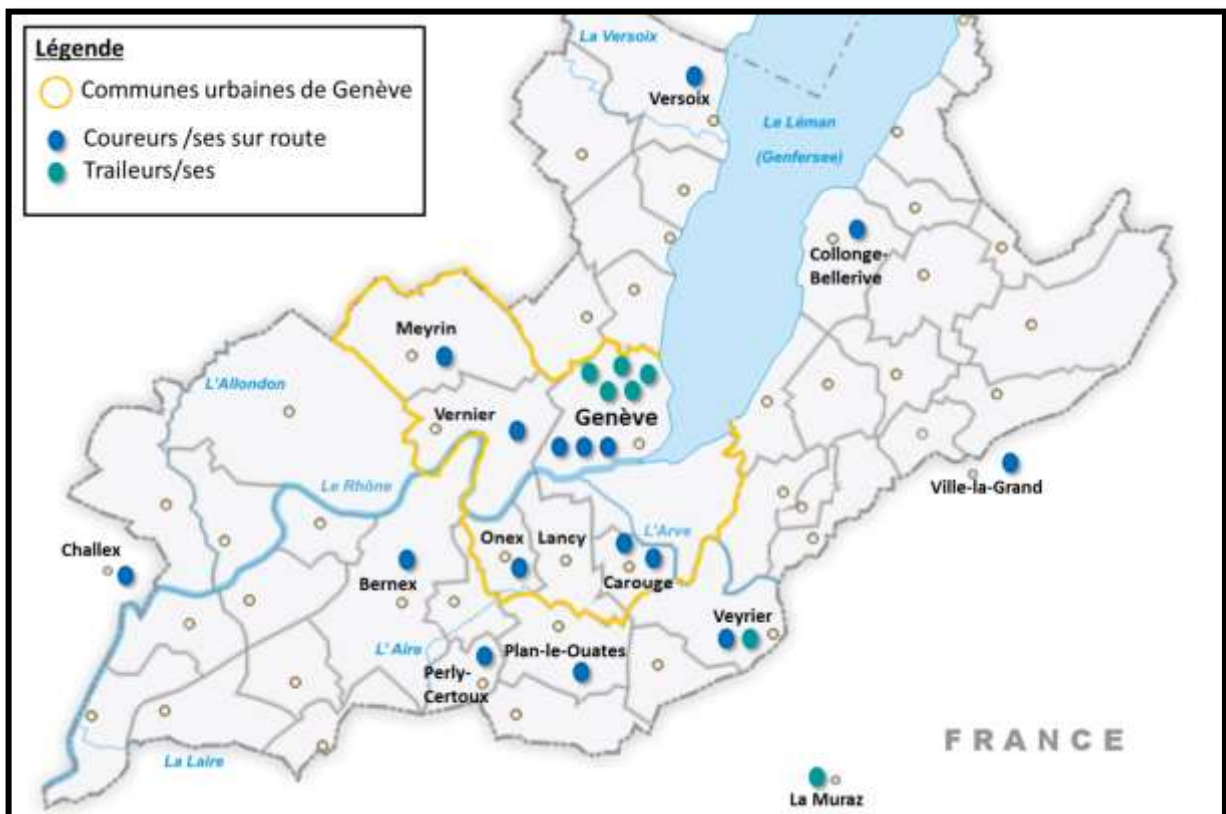 Légende
Communes urbaines de Genève
Coureurs /ses sur route
Traileurs/ses
La Versoix
Versoix
Le Léman
(Genfersee)
Collonge-
Bellerive
Meyrin
L'Allondon
Vernier
Genève
Le Rhône
Ville-la-Grand
Challex
Onex
Lancy
L'Arve
Carouge
Bernex
Veyrier
L' Aire
Plan-le-Ouates
Perly-
Certoux
La Laire
FRANCE
La Muraz